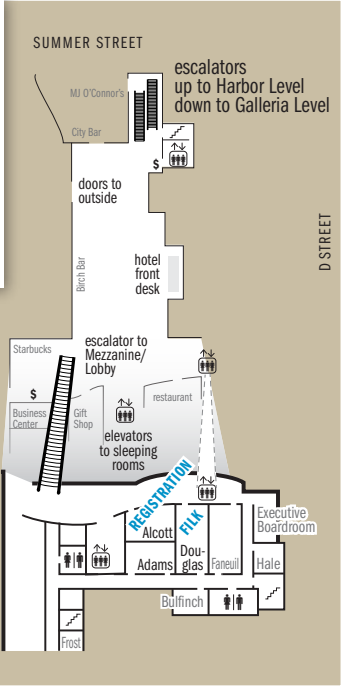 SUMMER STREET
escalators
up to Harbor Level
down to Galleria Level
MJ O'Connor's
City Bar
$
doors to
outside
D STREET
Birch Bar
hotel
front
desk
escalator to
Mezzanine/
Lobby
Starbucks
$
restaurant
Business
Center
Gift
Shop
elevators
to sleeping
rooms
REGISTRATION
FILK
Executive
Boardroom
Alcott
Adams
Dou-
glas
Faneuil
Hale
Bulfinch
Frost